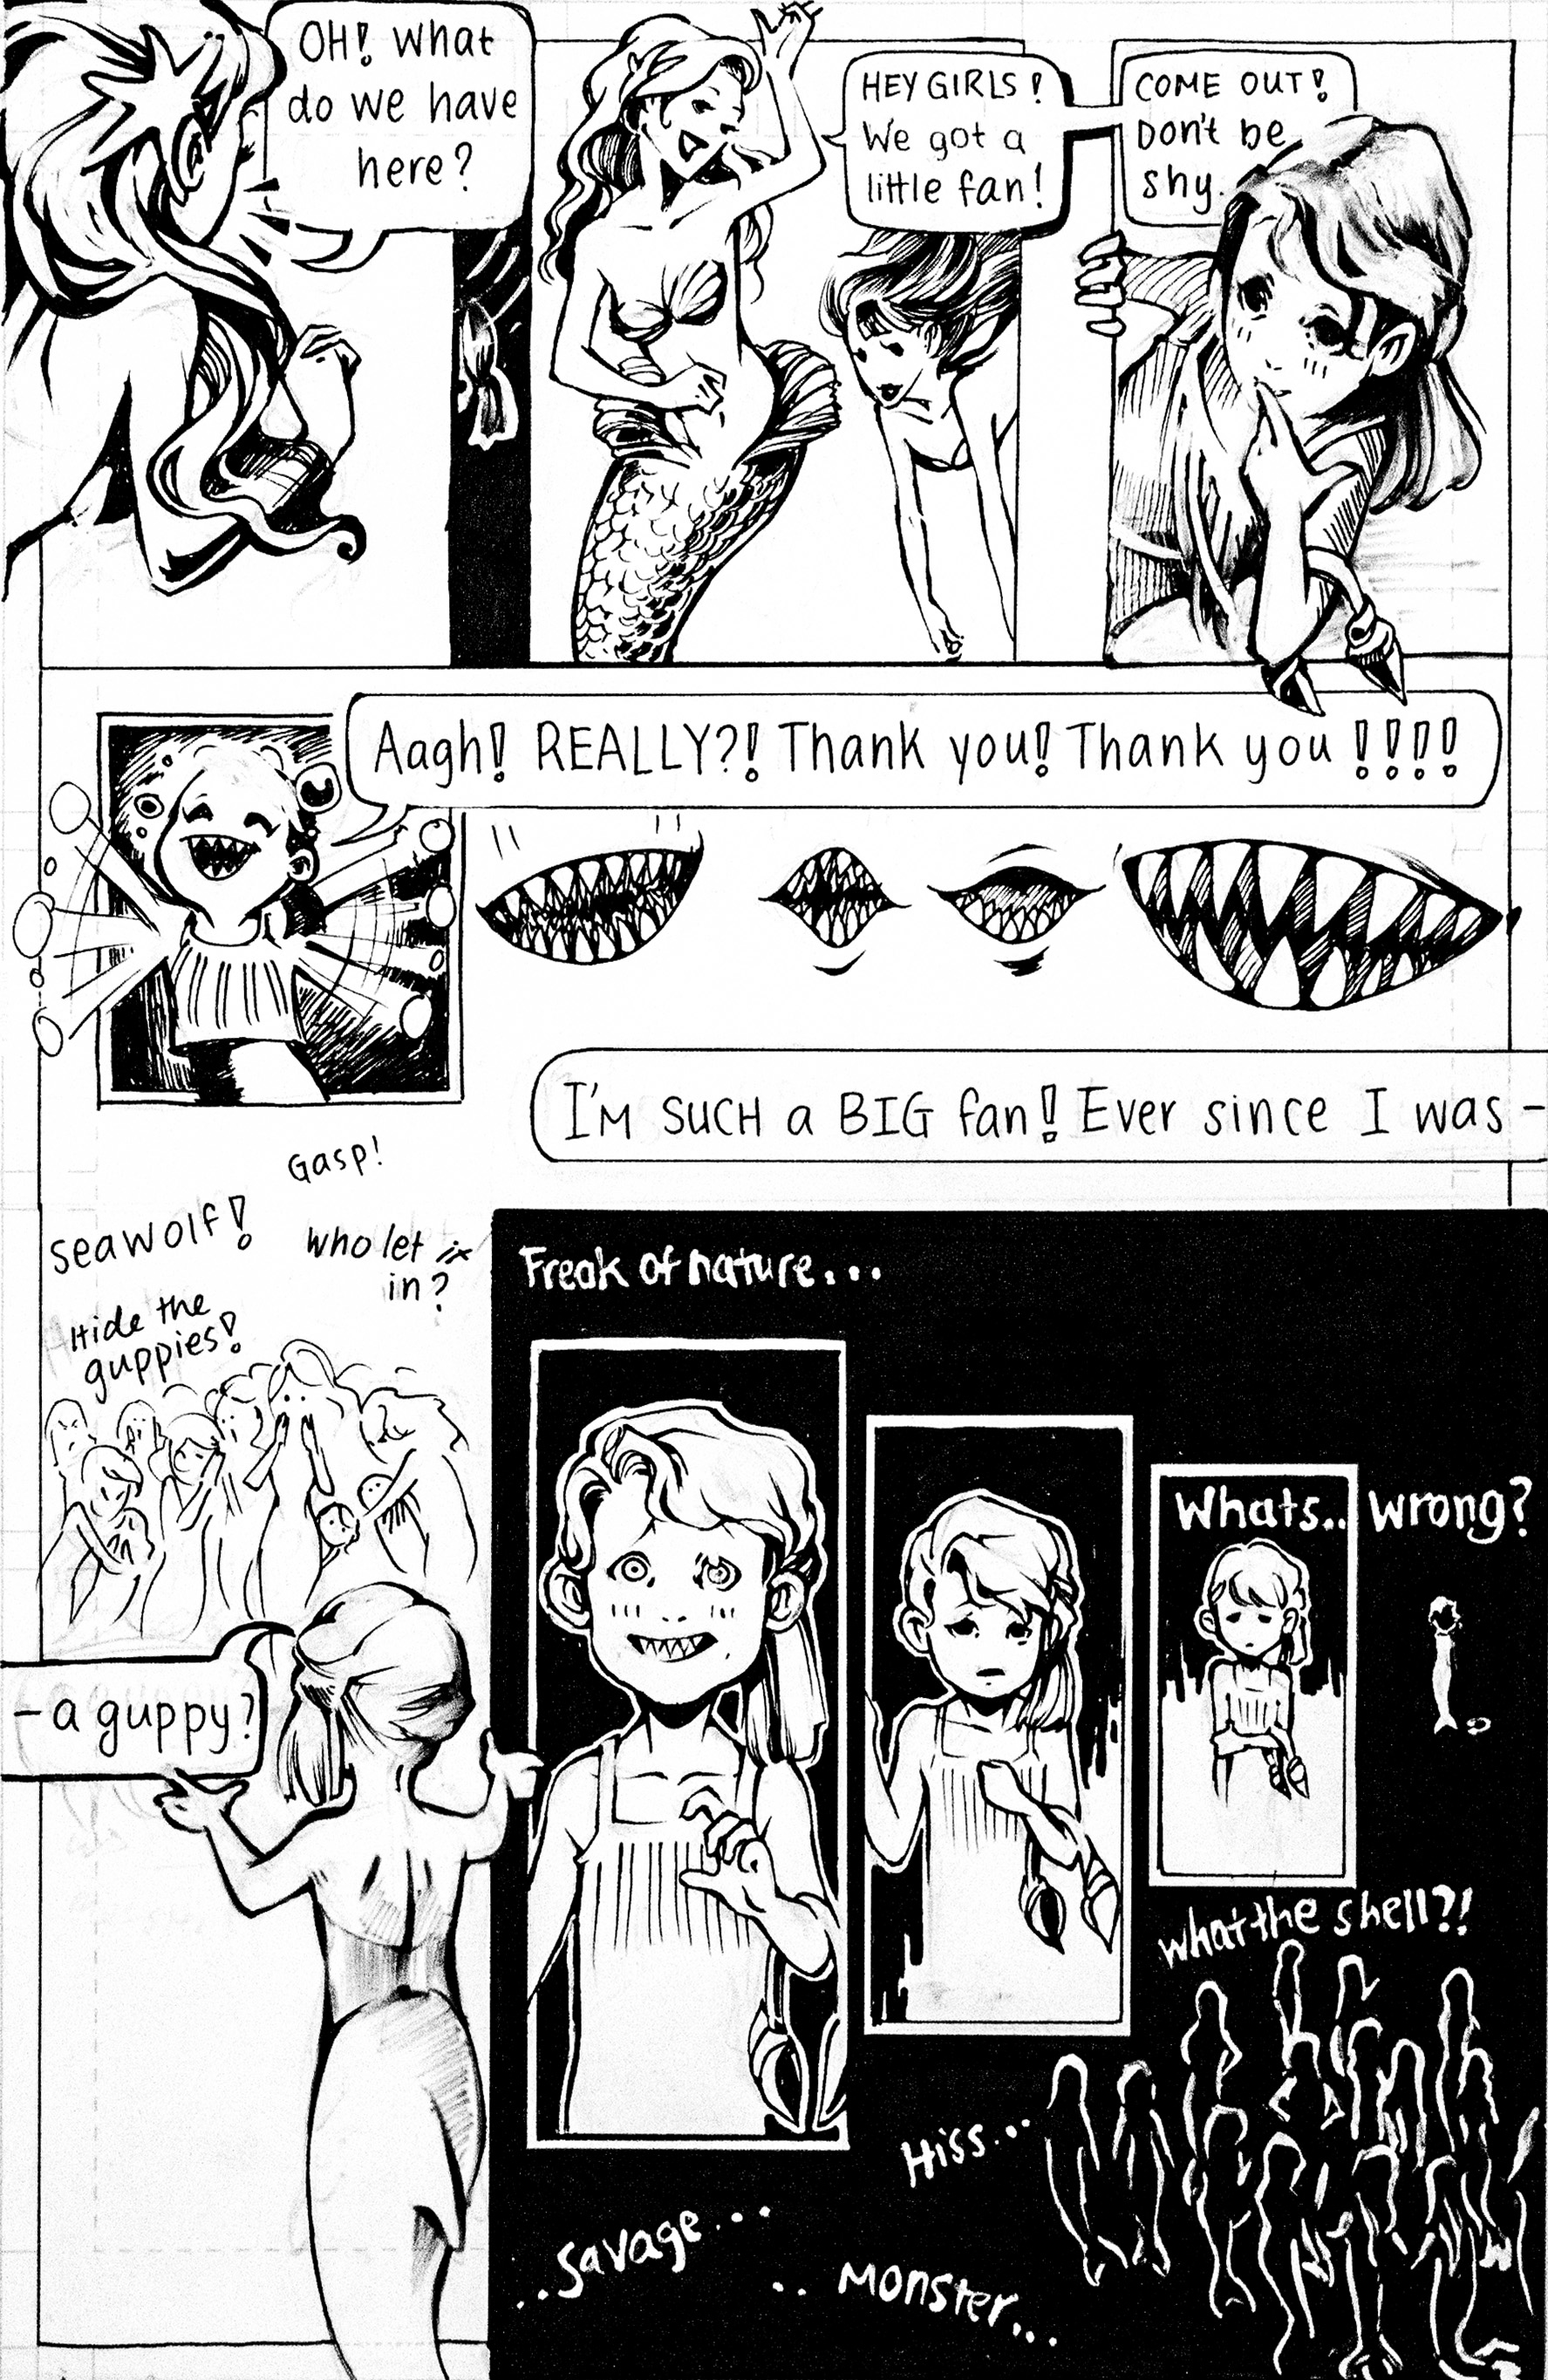 OH! What
do we have
here?
HEY GIRLS!
We got a
little fan!
COME OUT!
Don't be
shy.
Aagh! REALLY?! Thank you! Thank you !!!!
I'M SUCH a BIG fan! Ever since I was -
Gasp!
Seawolf!
Who let it
in?
Hide the
guppies!
- a guppy?
Freak of nature...
Whats.. wrong?
What the shell?!
Hiss...
..Savage...
.. Monster...